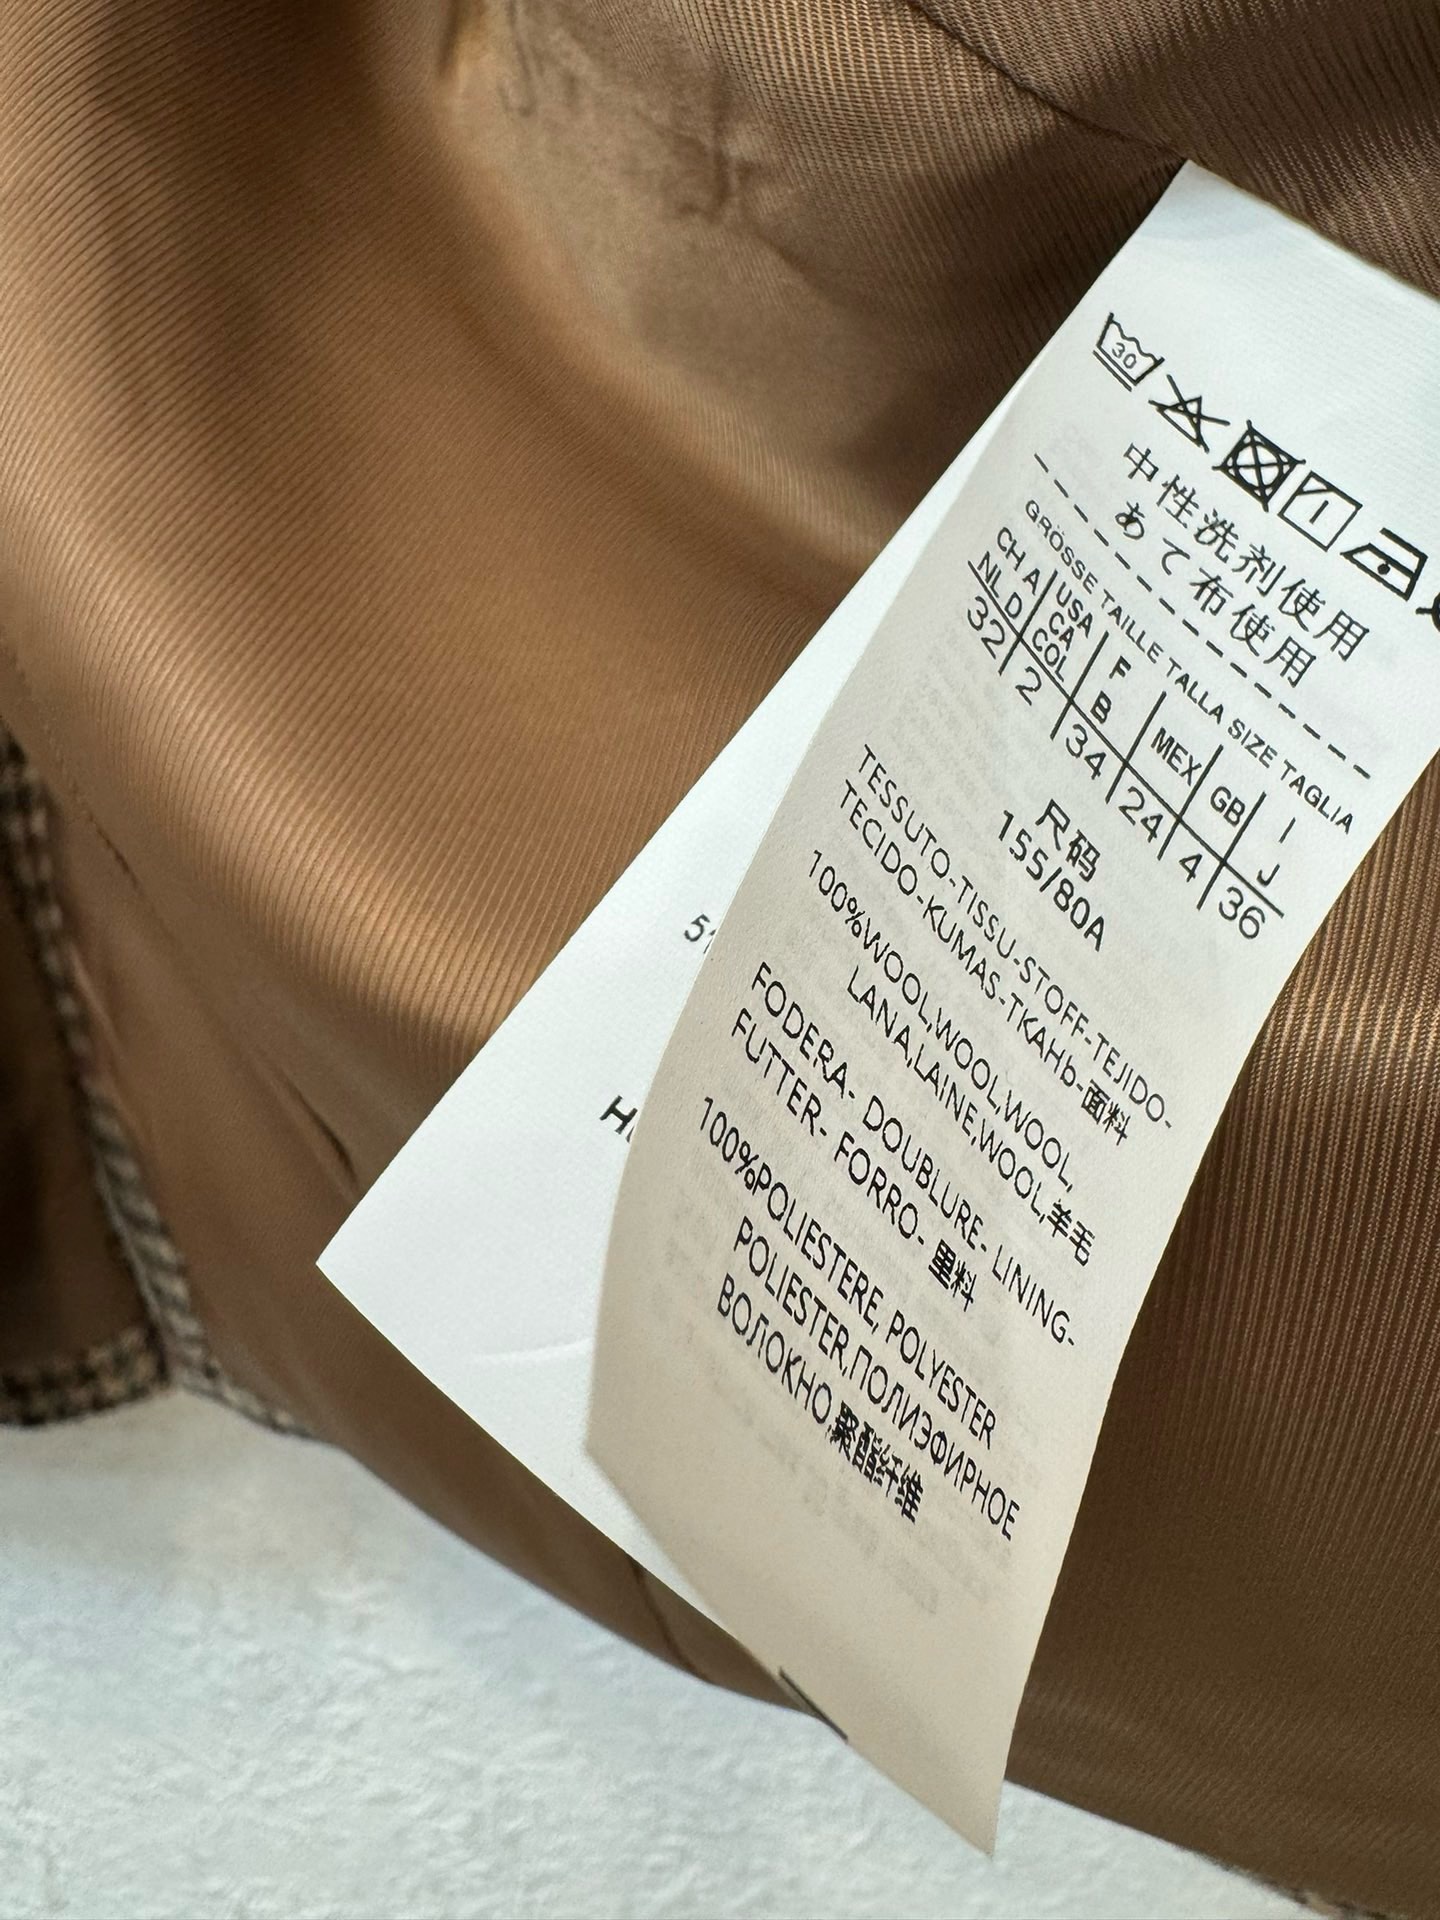 30
中性洗剤使用
あて布使用
GRÖSSE TAILLE TALLA SIZE TAGLIA
CH A NL D
USA CA COL
F B
MEX
GB
I J
32 2 34 24 4 36
尺码
155/80A
TESSUTO-TISSU-STOFF-TEJIDO-
TECIDO-KUMAS-TKAHb-面料
100%WOOL,WOOL,WOOL,
LANA,LAINE,WOOL,羊毛
FODERA- DOUBLURE- LINING-
FUTTER- FORRO- 里料
100%POLIESTERE, POLYESTER
POLIESTER,ПОЛИЭФИРНОЕ
ВОЛОКНО,聚酯纤维